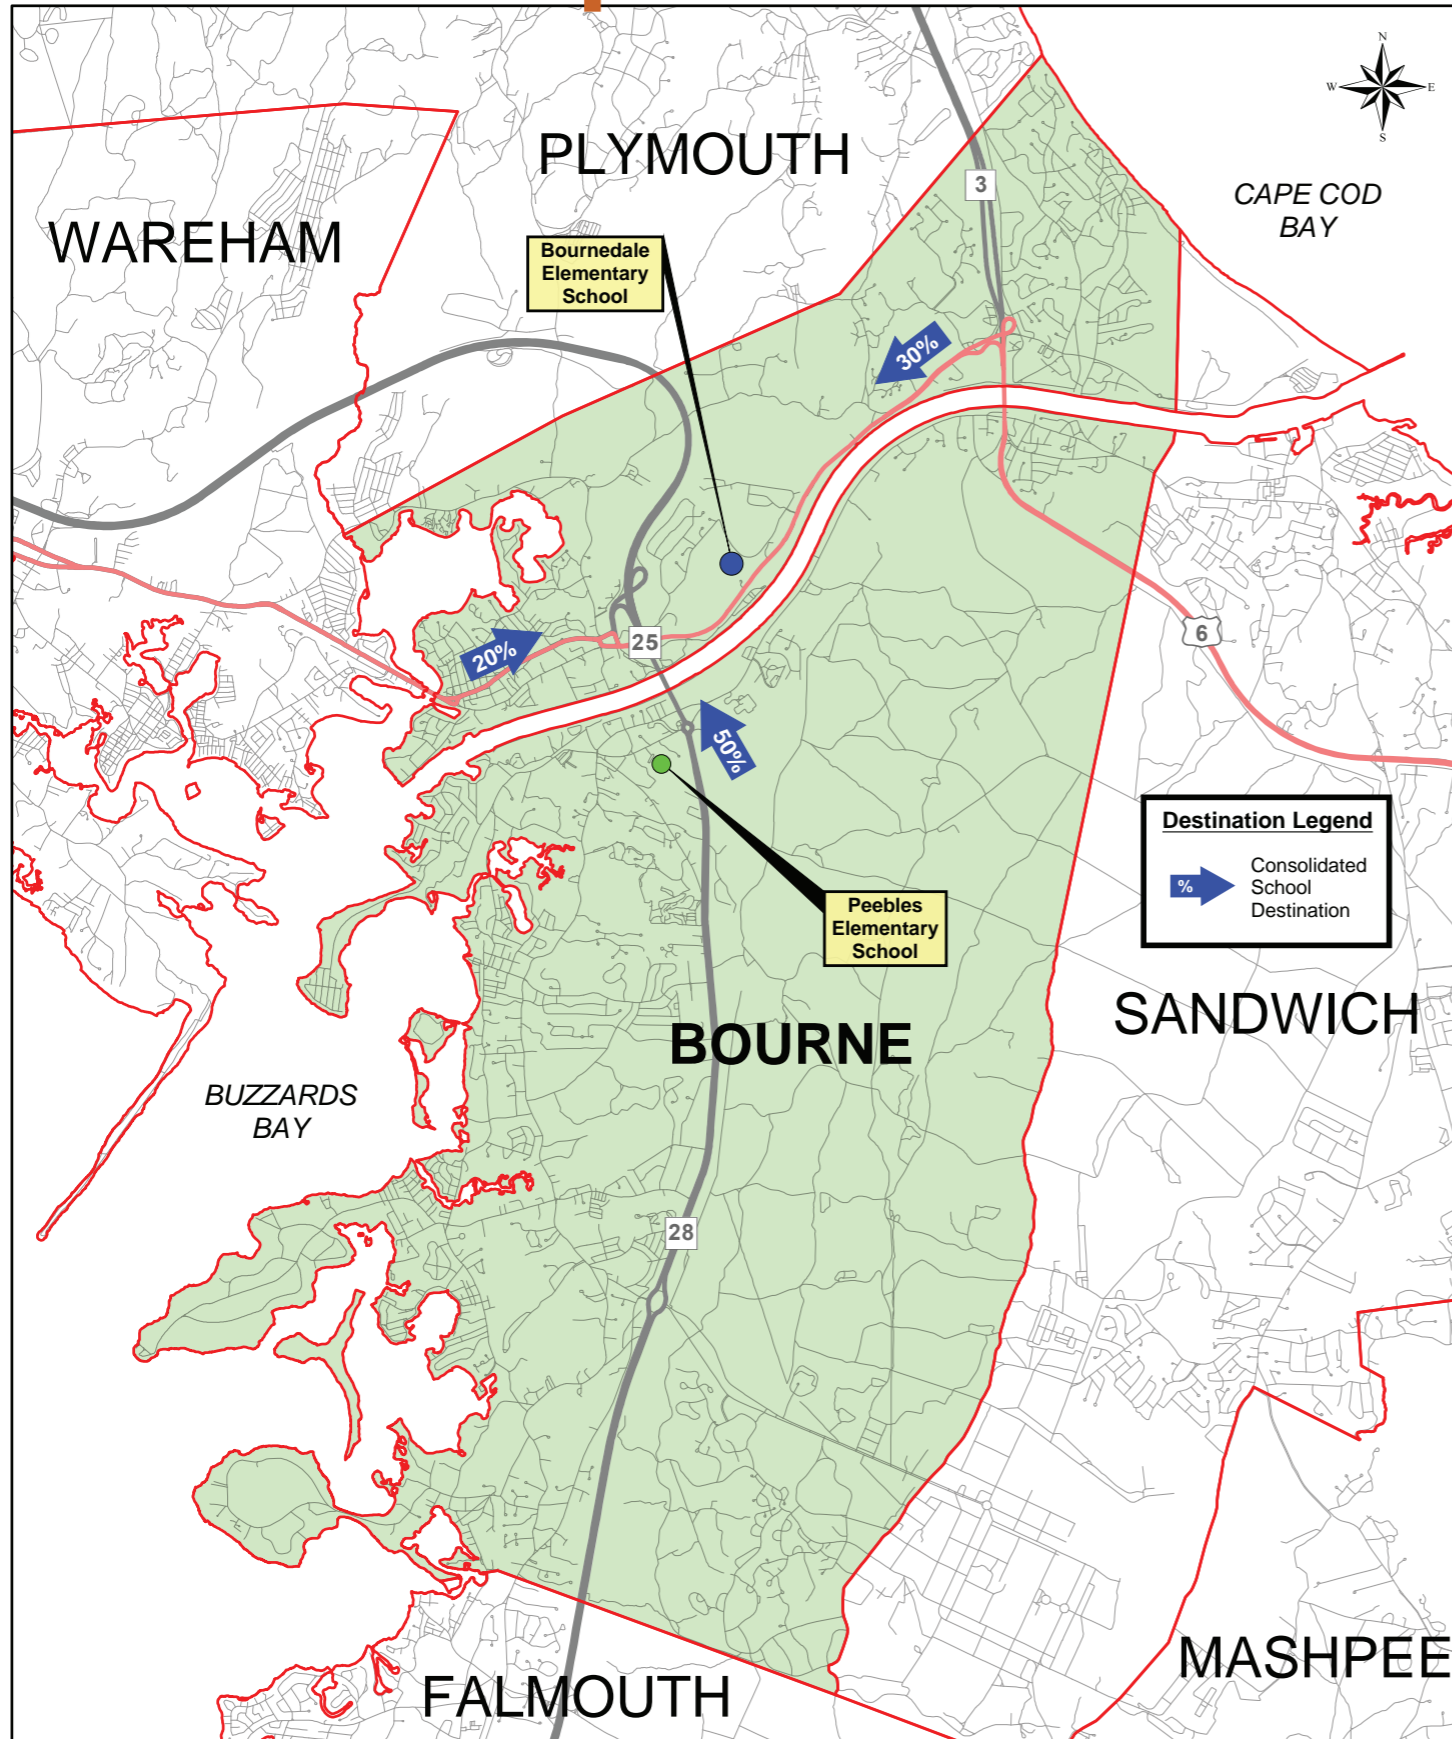 N
W
E
S
PLYMOUTH
3
CAPE COD
BAY
WAREHAM
Bournedale
Elementary
School
30%
20%
25
6
50%
Destination Legend
%
Consolidated
School
Destination
Peebles
Elementary
School
SANDWICH
BOURNE
BUZZARDS
BAY
28
MASHPEE
FALMOUTH